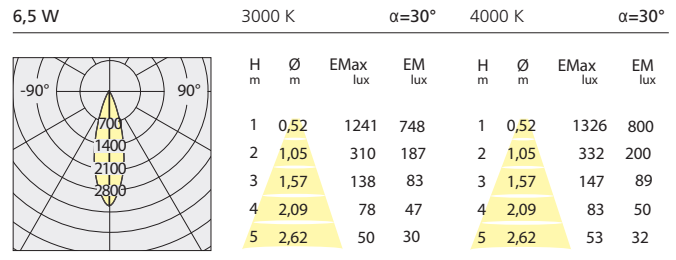 6,5 W 3000 K α=30° 4000 K α=30°
-90° 90°
700
1400
2100
2800
H Ø EMax EM
m m lux lux
1 0,52 1241 748
2 1,05 310 187
3 1,57 138 83
4 2,09 78 47
5 2,62 50 30
H Ø EMax EM
m m lux lux
1 0,52 1326 800
2 1,05 332 200
3 1,57 147 89
4 2,09 83 50
5 2,62 53 32